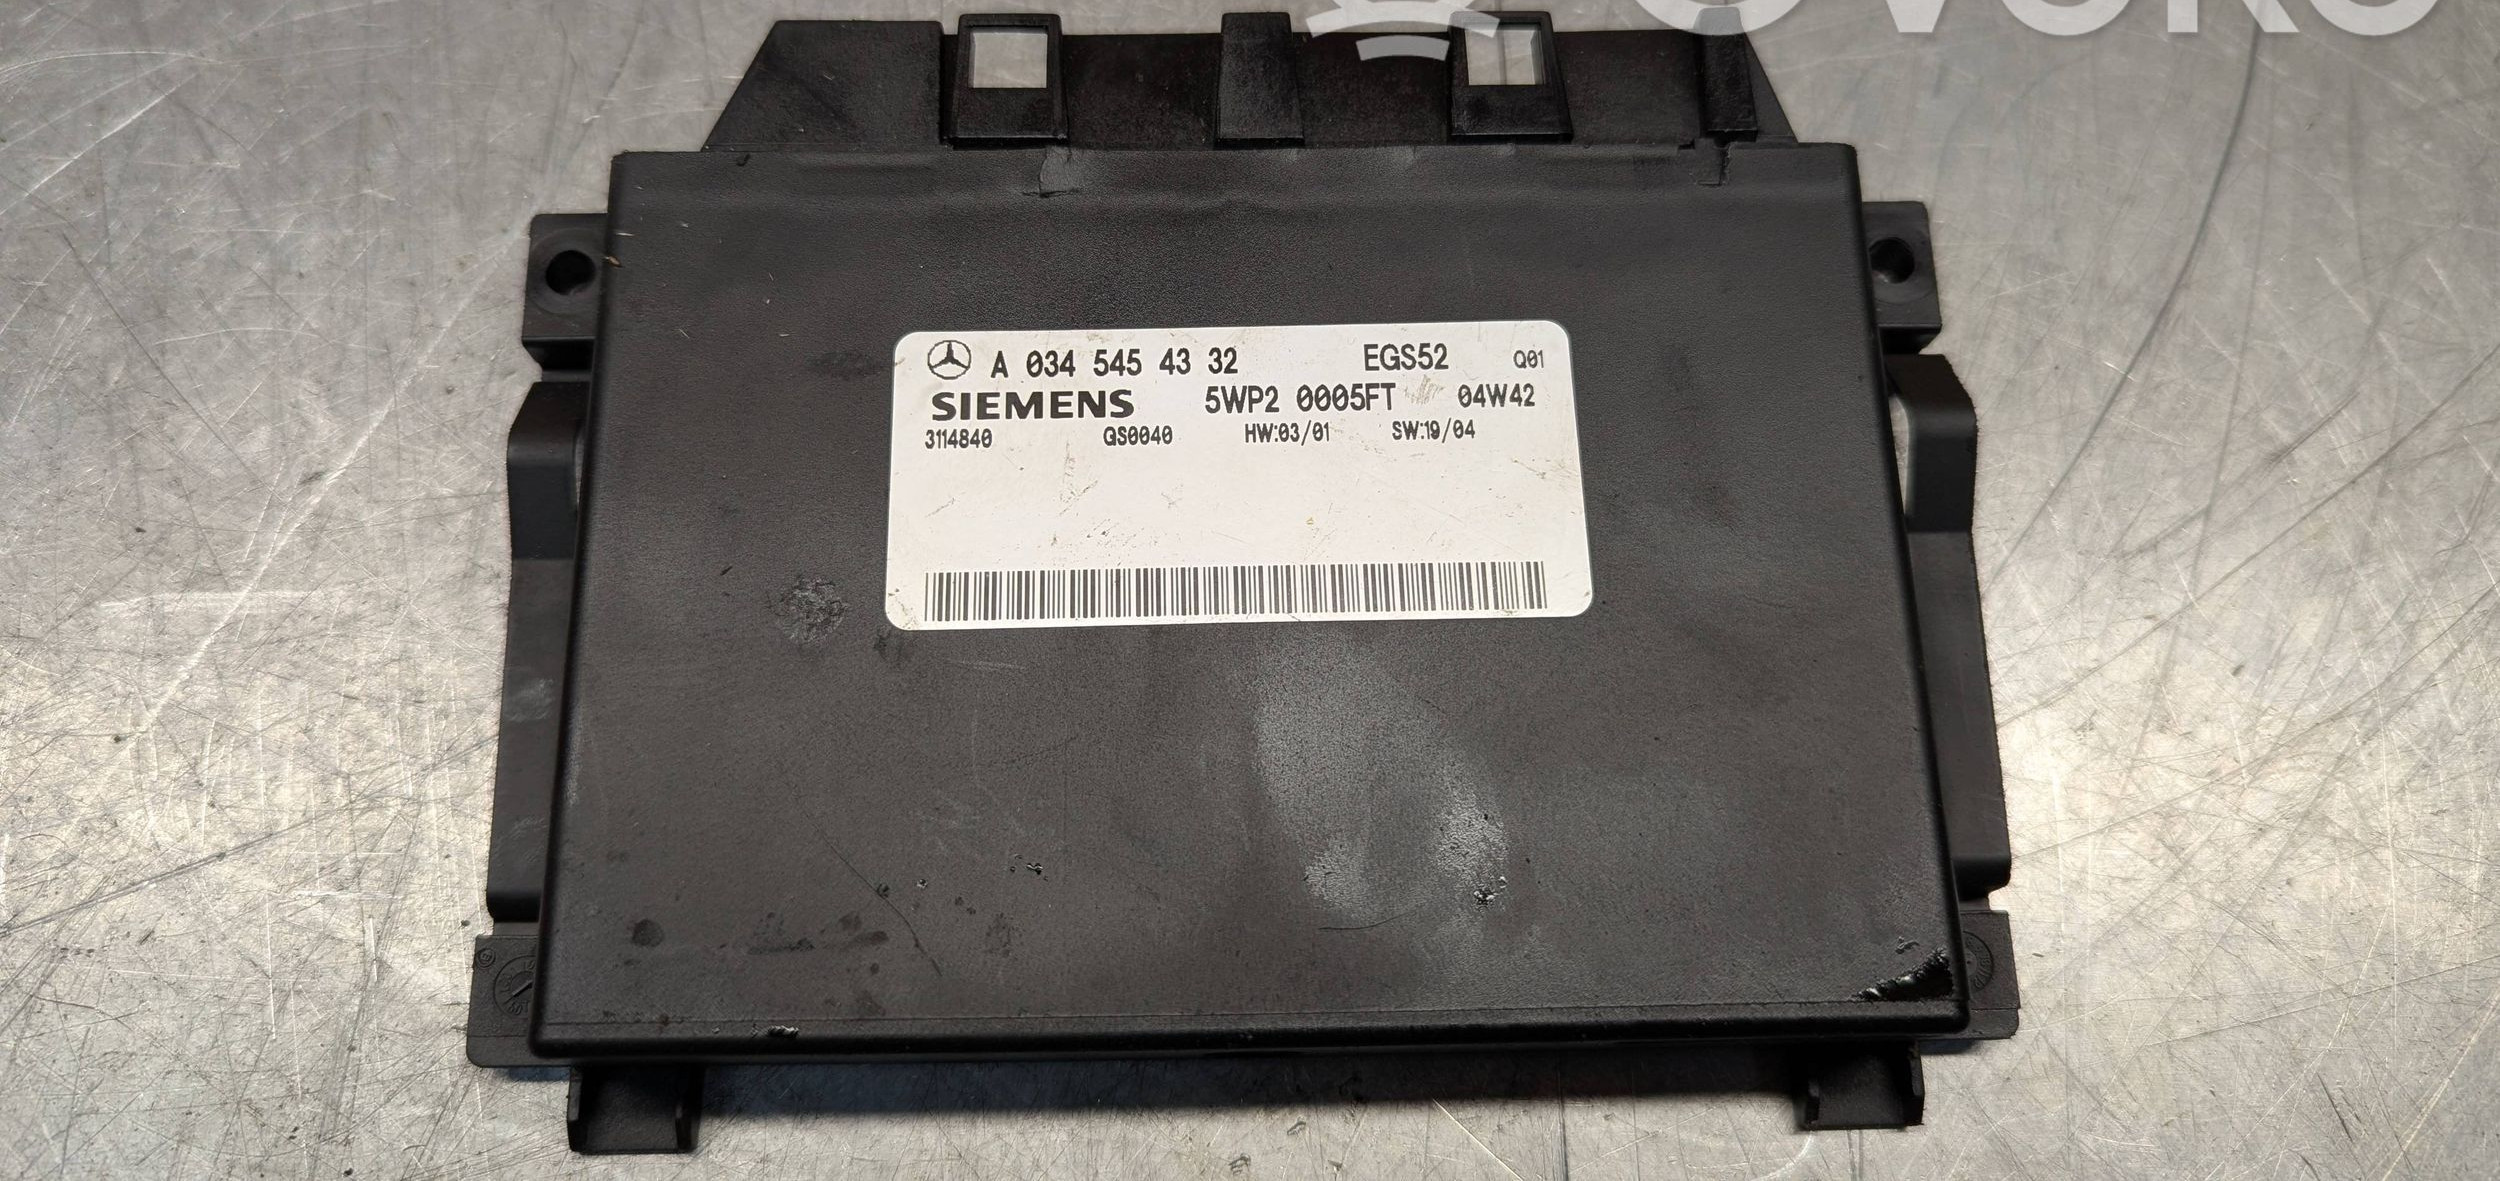 A 034 545 43 32 EGS52 Q01
SIEMENS 5WP2 0005FT 04W42
3114840 QS0040 HW:03/01 SW:19/04